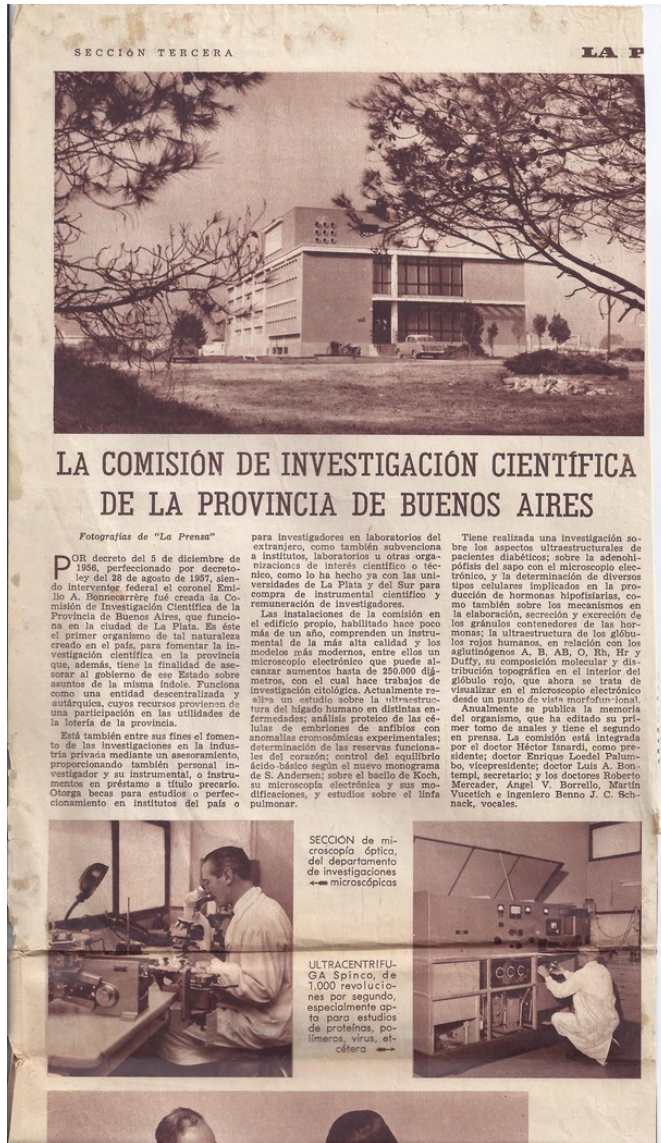 SECCIÓN TERCERA
LA P
LA COMISIÓN DE INVESTIGACIÓN CIENTÍFICA
DE LA PROVINCIA DE BUENOS AIRES
Fotografías de "La Prensa"
POR decreto del 5 de diciembre de
1956, perfeccionado por decreto-
ley del 28 de agosto de 1957, sien-
do interventor federal el coronel Emi-
lio A. Bonnecarrére fué creada la Co-
misión de Investigación Científica de la
Provincia de Buenos Aires, que funcio-
na en la ciudad de La Plata. Es éste
el primer organismo de tal naturaleza
creado en el país, para fomentar la in-
vestigación científica en la provincia
que, además, tiene la finalidad de ase-
sorar al gobierno de ese Estado sobre
asuntos de la misma índole. Funciona
como una entidad descentralizada y
autárquica, cuyos recursos provienen de
una participación en las utilidades de
la lotería de la provincia.
Está también entre sus fines el fomen-
to de las investigaciones en la indus-
tria privada mediante un asesoramiento,
proporcionando también personal in-
vestigador y su instrumental, o instru-
mentos en préstamo a título precario.
Otorga becas para estudios o perfec-
cionamiento en institutos del país o
para investigadores en laboratorios del
extranjero, como también subvenciona
a institutos, laboratorios u otras orga-
nizaciones de interés científico o téc-
nico, como lo ha hecho ya con las uni-
versidades de La Plata y del Sur para
compra de instrumental científico y
remuneración de investigadores.
Las instalaciones de la comisión en
el edificio propio, habilitado hace poco
más de un año, comprenden un instru-
mental de la más alta calidad y los
modelos más modernos, entre ellos un
microscopio electrónico que puede al-
canzar aumentos hasta de 250.000 diá-
metros, con el cual hace trabajos de
investigación citológica. Actualmente re-
aliza un estudio sobre la ultraestruc-
tura del hígado humano en distintas en-
fermedades; análisis proteico de las cé-
lulas de embriones de anfibios con
anomalías cromosómicas experimentales;
determinación de las reservas funciona-
les del corazón; control del equilibrio
ácido-básico según el nuevo monograma
de S. Andersen; sobre el bacilo de Koch,
su microscopía electrónica y sus mo-
dificaciones, y estudios sobre el linfa
pulmonar.
Tiene realizada una investigación so-
bre los aspectos ultraestructurales de
pacientes diabéticos; sobre la adenohi-
pófisis del sapo con el microscopio elec-
trónico, y la determinación de diversos
tipos celulares implicados en la pro-
ducción de hormonas hipofisiarias, co-
mo también sobre los mecanismos en
la elaboración, secreción y excreción de
los gránulos contenedores de las hor-
monas; la ultraestructura de los glóbu-
los rojos humanos, en relación con los
aglutinógenos A, B, AB, O, Rh, Hr y
Duffy, su composición molecular y dis-
tribución topográfica en el interior del
glóbulo rojo, que ahora se trata de
visualizar en el microscopio electrónico
desde un punto de vista morfofuncional.
Anualmente se publica la memoria
del organismo, que ha editado su pri-
mer tomo de anales y tiene el segundo
en prensa. La comisión está integrada
por el doctor Héctor Isnardi, como pre-
sidente; doctor Enrique Loedel Palum-
bo, vicepresidente; doctor Luis A. Bon-
tempi, secretario; y los doctores Roberto
Mercader, Ángel V. Borrello, Martín
Vucetich e ingeniero Benno J. C. Sch-
nack, vocales.
SECCIÓN de mi-
croscopía óptica,
del departamento
de investigaciones
microscópicas
ULTRACENTRÍFU-
GA Spinco, de
1.000 revolucio-
nes por segundo,
especialmente ap-
ta para estudios
de proteínas, po-
límeros, virus, et-
cétera